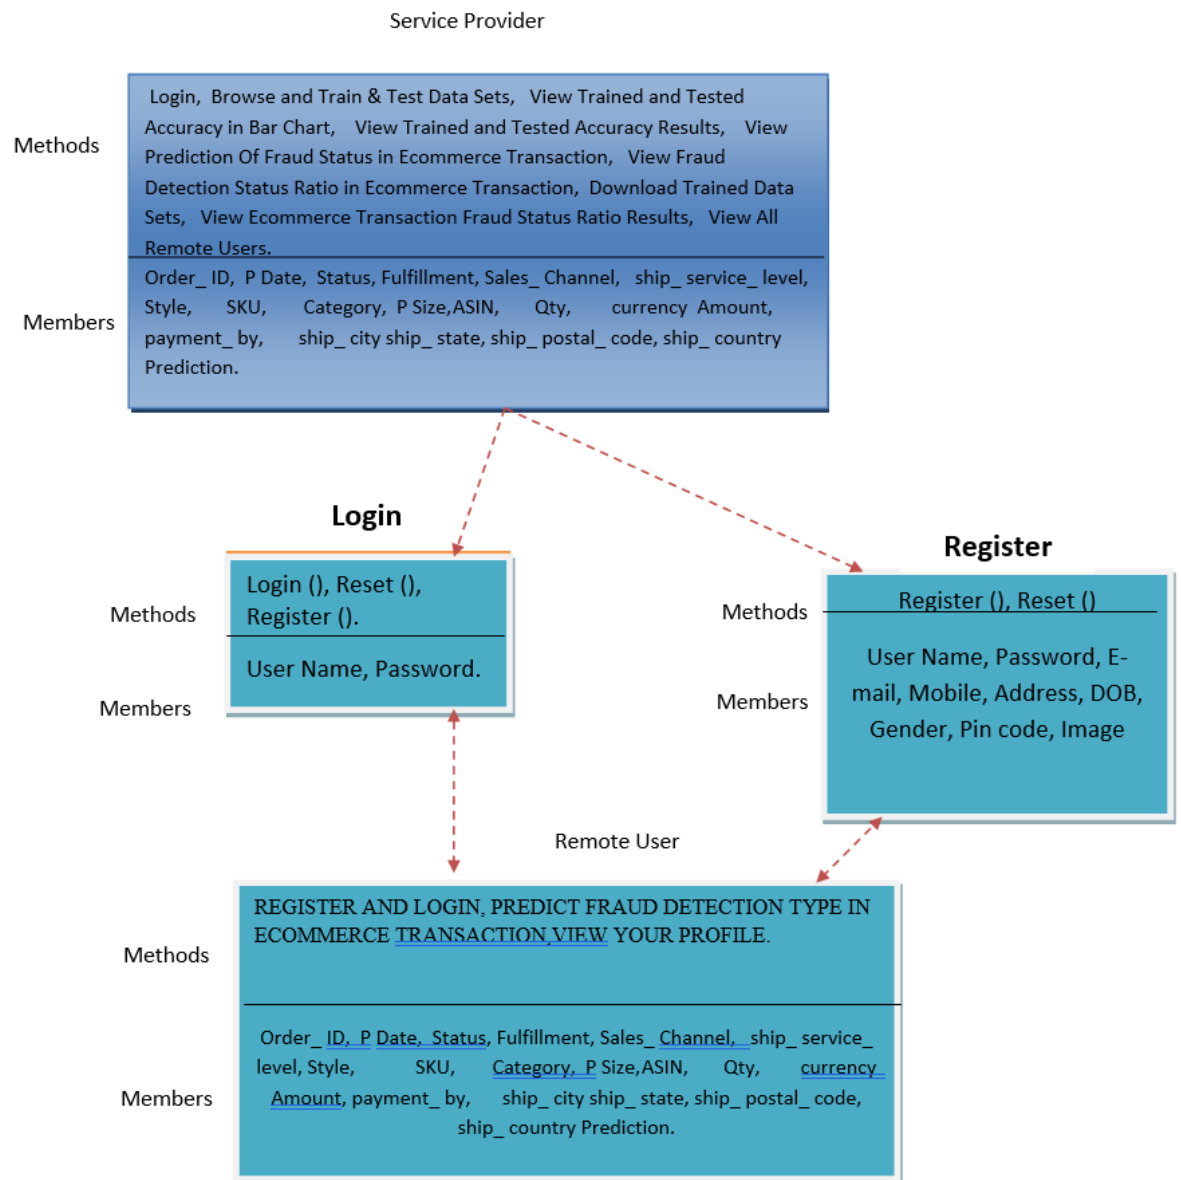 Service Provider
Methods
Login, Browse and Train & Test Data Sets, View Trained and Tested
Accuracy in Bar Chart, View Trained and Tested Accuracy Results, View
Prediction Of Fraud Status in Ecommerce Transaction, View Fraud
Detection Status Ratio in Ecommerce Transaction, Download Trained Data
Sets, View Ecommerce Transaction Fraud Status Ratio Results, View All
Remote Users.
Members
Order_ ID, P Date, Status, Fulfillment, Sales_ Channel, ship_ service_ level,
Style, SKU, Category, P Size,ASIN, Qty, currency Amount,
payment_ by, ship_ city ship_ state, ship_ postal_ code, ship_ country
Prediction.
Login
Methods
Login (), Reset (),
Register ().
Members
User Name, Password.
Register
Methods
Register (), Reset ()
Members
User Name, Password, E-
mail, Mobile, Address, DOB,
Gender, Pin code, Image
Remote User
Methods
REGISTER AND LOGIN, PREDICT FRAUD DETECTION TYPE IN
ECOMMERCE TRANSACTION,VIEW YOUR PROFILE.
Members
Order_ ID, P Date, Status, Fulfillment, Sales_ Channel, ship_ service_
level, Style, SKU, Category, P Size,ASIN, Qty, currency
Amount, payment_ by, ship_ city ship_ state, ship_ postal_ code,
ship_ country Prediction.